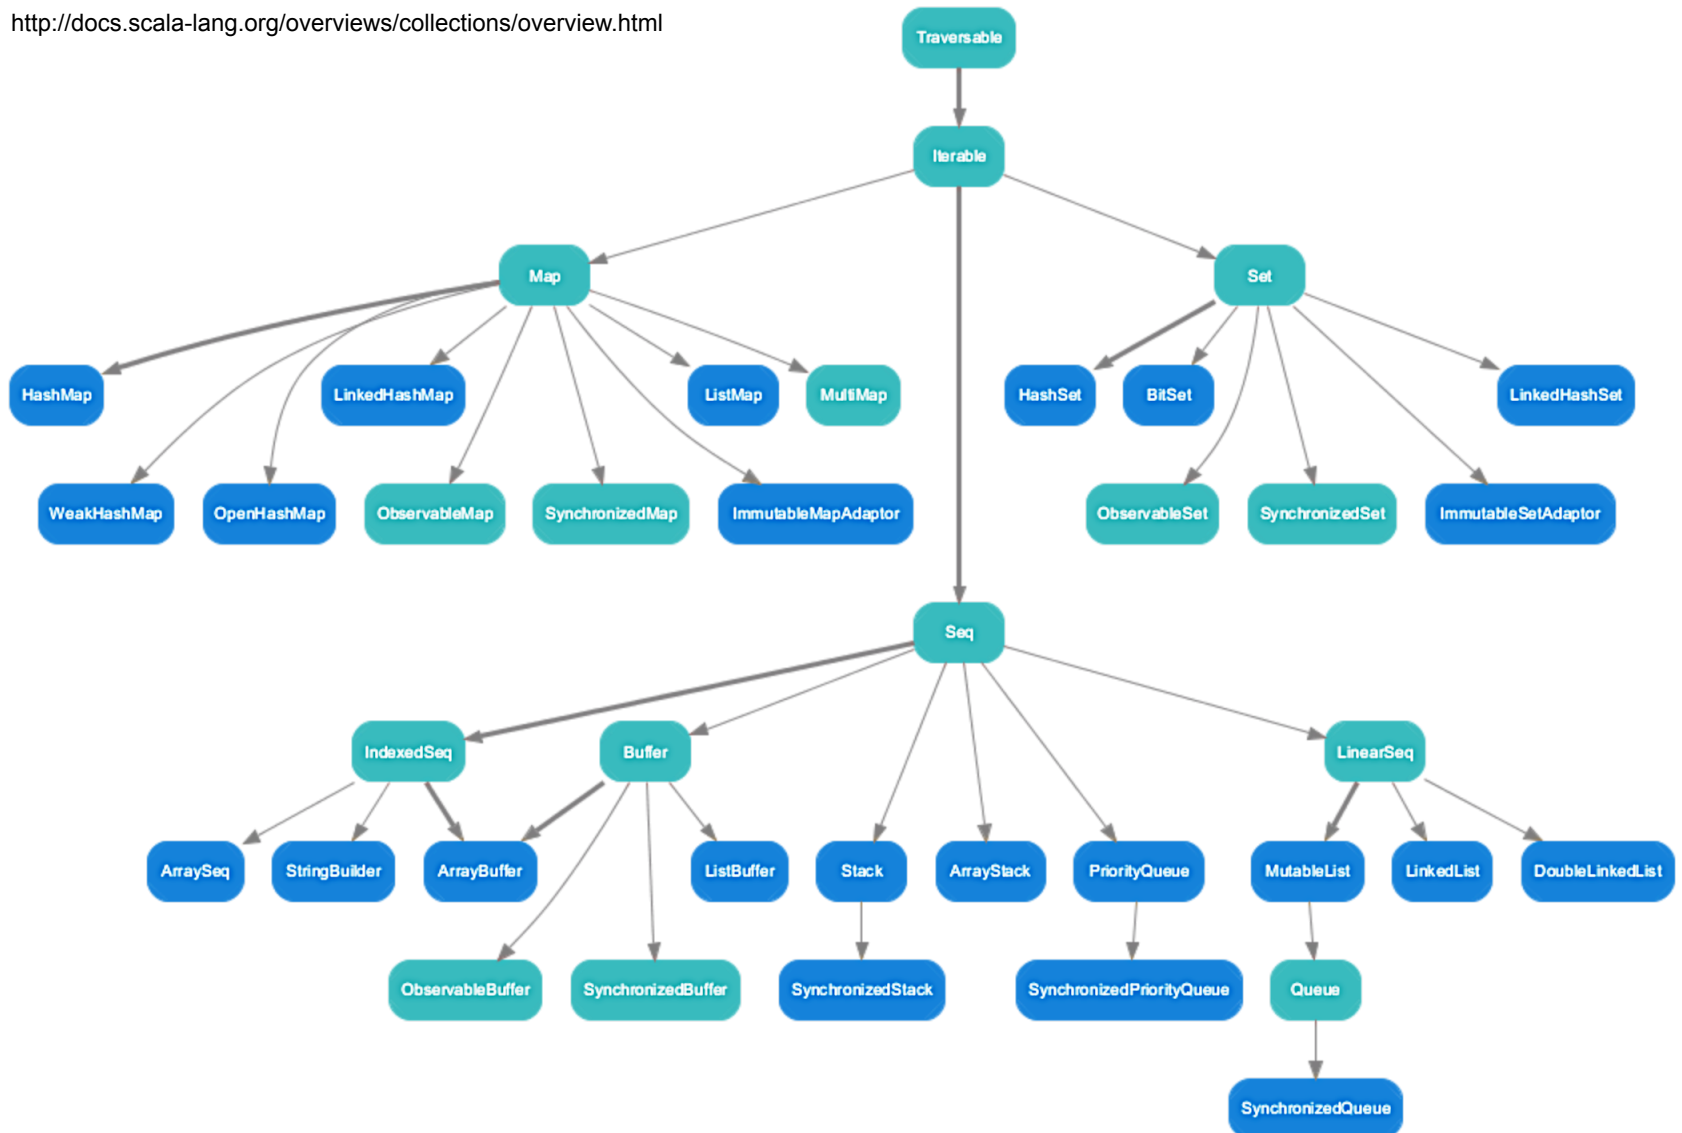 http://docs.scala-lang.org/overviews/collections/overview.html
Traversable
Iterable
Map
Set
HashMap
LinkedHashMap
ListMap
MultiMap
HashSet
BitSet
LinkedHashSet
WeakHashMap
OpenHashMap
ObservableMap
SynchronizedMap
ImmutableMapAdaptor
ObservableSet
SynchronizedSet
ImmutableSetAdaptor
Seq
IndexedSeq
Buffer
LinearSeq
ArraySeq
StringBuilder
ArrayBuffer
ListBuffer
Stack
ArrayStack
PriorityQueue
MutableList
LinkedList
DoubleLinkedList
ObservableBuffer
SynchronizedBuffer
SynchronizedStack
SynchronizedPriorityQueue
Queue
SynchronizedQueue